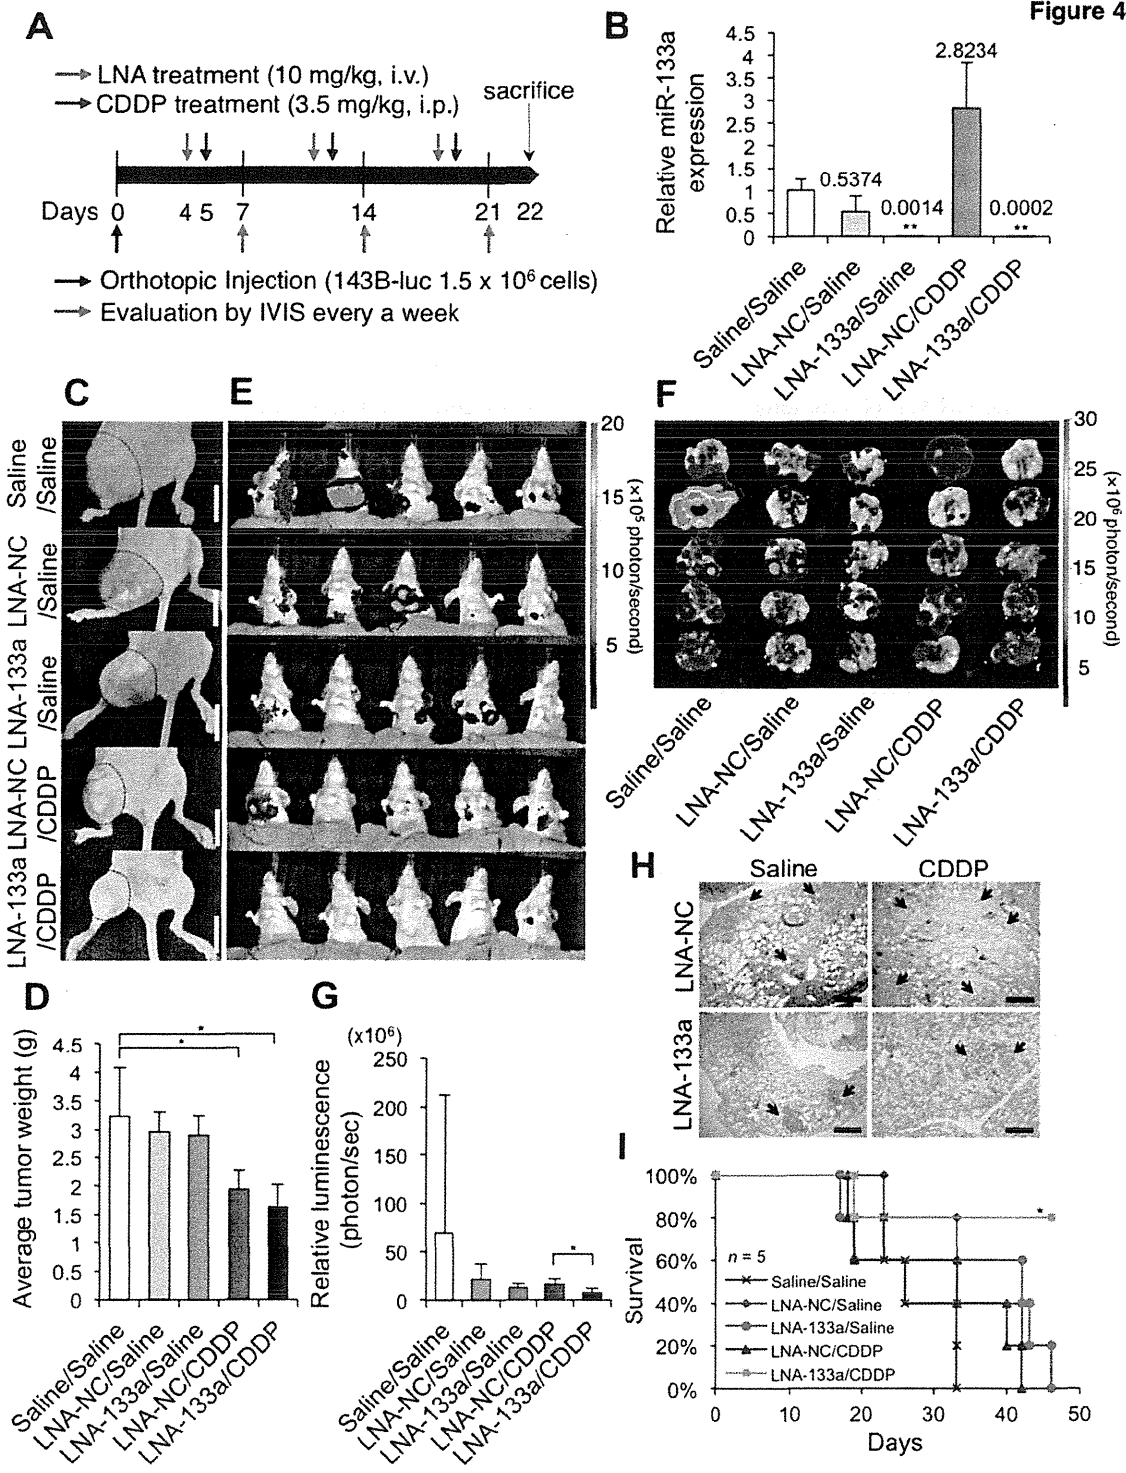 Figure 4
A
LNA treatment (10 mg/kg, i.v.)
CDDP treatment (3.5 mg/kg, i.p.)
sacrifice
Days 0 4 5 7 14 21 22
Orthotopic Injection (143B-luc 1.5 x 10⁶ cells)
Evaluation by IVIS every a week
B
Relative miR-133a
expression
4.5
4
3.5
3
2.5
2
1.5
1
0.5
0
0.5374
0.0014
**
2.8234
0.0002
**
Saline/Saline
LNA-NC/Saline
LNA-133a/Saline
LNA-NC/CDDP
LNA-133a/CDDP
C
Saline
/Saline
LNA-NC
/Saline
LNA-133a
/Saline
LNA-NC
/CDDP
LNA-133a
/CDDP
E
20
15
10
5
(×10⁵ photon/second)
F
30
25
20
15
10
5
(×10⁶ photon/second)
Saline/Saline
LNA-NC/Saline
LNA-133a/Saline
LNA-NC/CDDP
LNA-133a/CDDP
D
Average tumor weight (g)
4.5
4
3.5
3
2.5
2
1.5
1
0.5
0
*
*
Saline/Saline
LNA-NC/Saline
LNA-133a/Saline
LNA-NC/CDDP
LNA-133a/CDDP
G
(x10⁶)
Relative luminescence
(photon/sec)
250
200
150
100
50
0
*
Saline/Saline
LNA-NC/Saline
LNA-133a/Saline
LNA-NC/CDDP
LNA-133a/CDDP
H
Saline CDDP
LNA-NC
LNA-133a
I
Survival
100%
80%
60%
40%
20%
0%
*
n = 5
Saline/Saline
LNA-NC/Saline
LNA-133a/Saline
LNA-NC/CDDP
LNA-133a/CDDP
0 10 20 30 40 50
Days